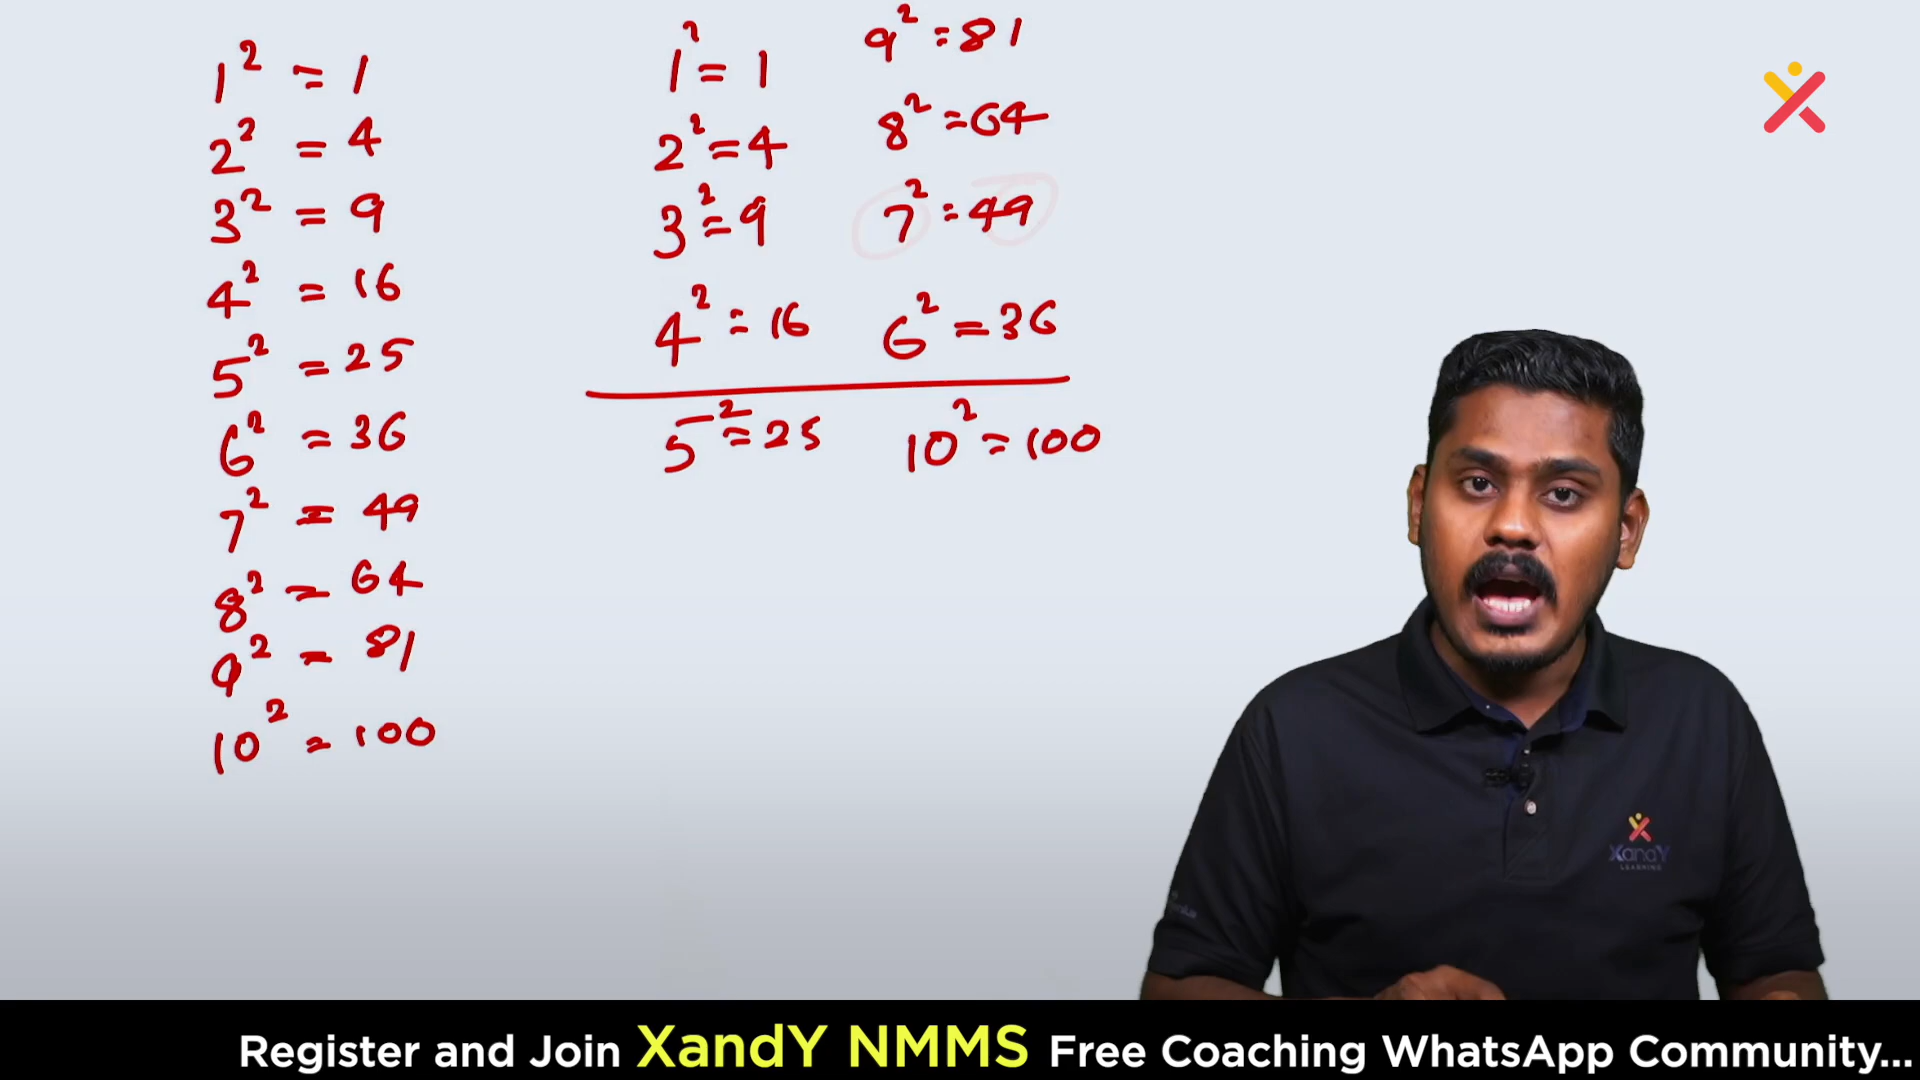 1² = 1
2² = 4
3² = 9
4² = 16
5² = 25
6² = 36
7² = 49
8² = 64
9² = 81
10² = 100
1² = 1
2² = 4
3² = 9
4² = 16
5² = 25
9² = 81
8² = 64
7² = 49
6² = 36
10² = 100
XandY
LEARNING
Register and Join XandY NMMS Free Coaching WhatsApp Community...